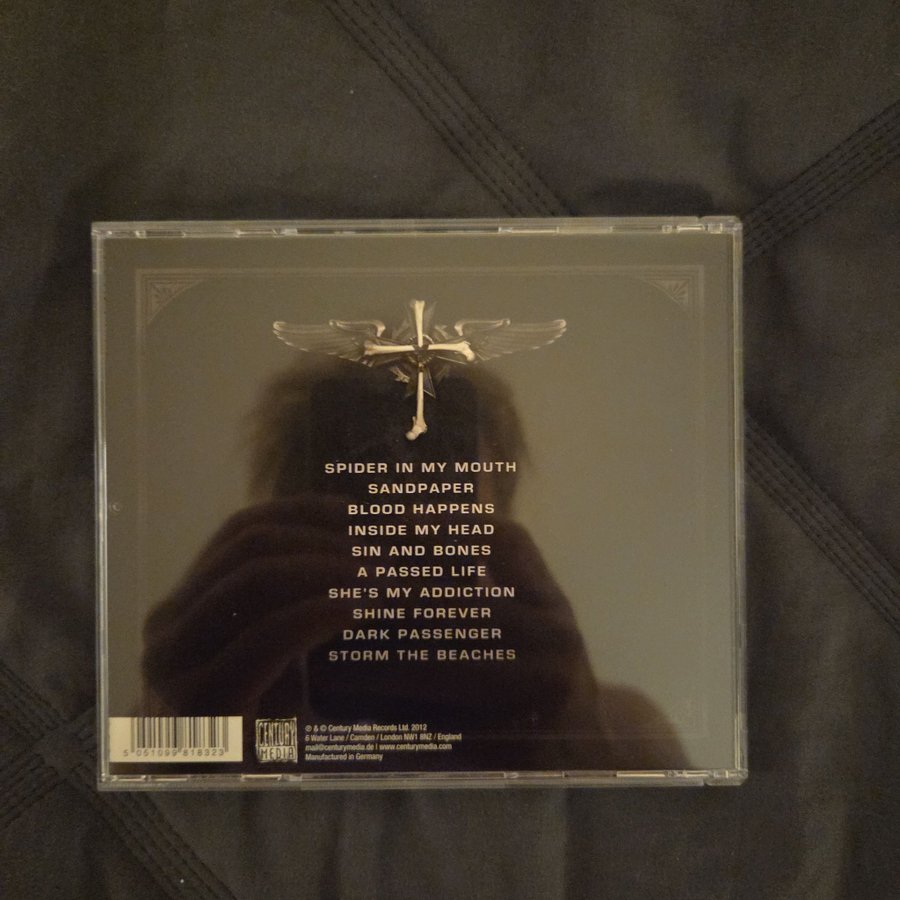 SPIDER IN MY MOUTH
SANDPAPER
BLOOD HAPPENS
INSIDE MY HEAD
SIN AND BONES
A PASSED LIFE
SHE'S MY ADDICTION
SHINE FOREVER
DARK PASSENGER
STORM THE BEACHES
5 051099 818323
CENTURY
MEDIA
℗ & © Century Media Records Ltd. 2012
6 Water Lane / Camden / London NW1 8NZ / England
mail@centurymedia.de | www.centurymedia.com
Manufactured in Germany